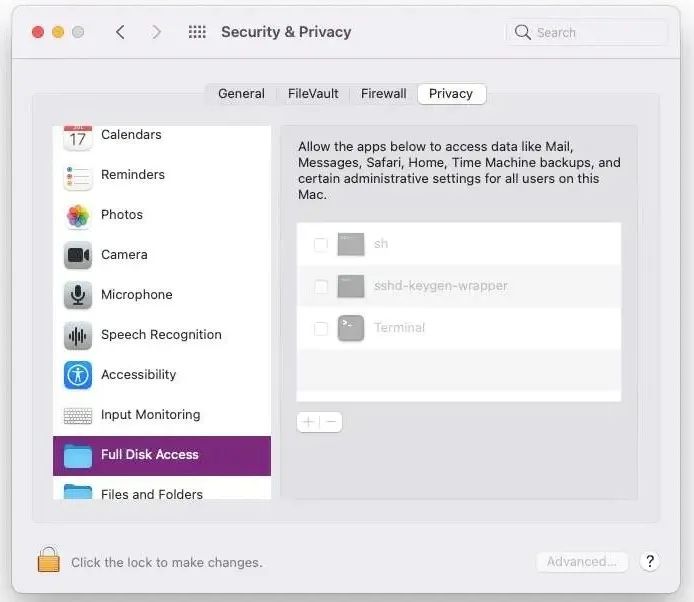 Security & Privacy
Search
General
FileVault
Firewall
Privacy
17
Calendars
Reminders
Photos
Camera
Microphone
Speech Recognition
Accessibility
Input Monitoring
Full Disk Access
Files and Folders
Allow the apps below to access data like Mail,
Messages, Safari, Home, Time Machine backups, and
certain administrative settings for all users on this
Mac.
sh
sshd-keygen-wrapper
Terminal
Click the lock to make changes.
Advanced...
?